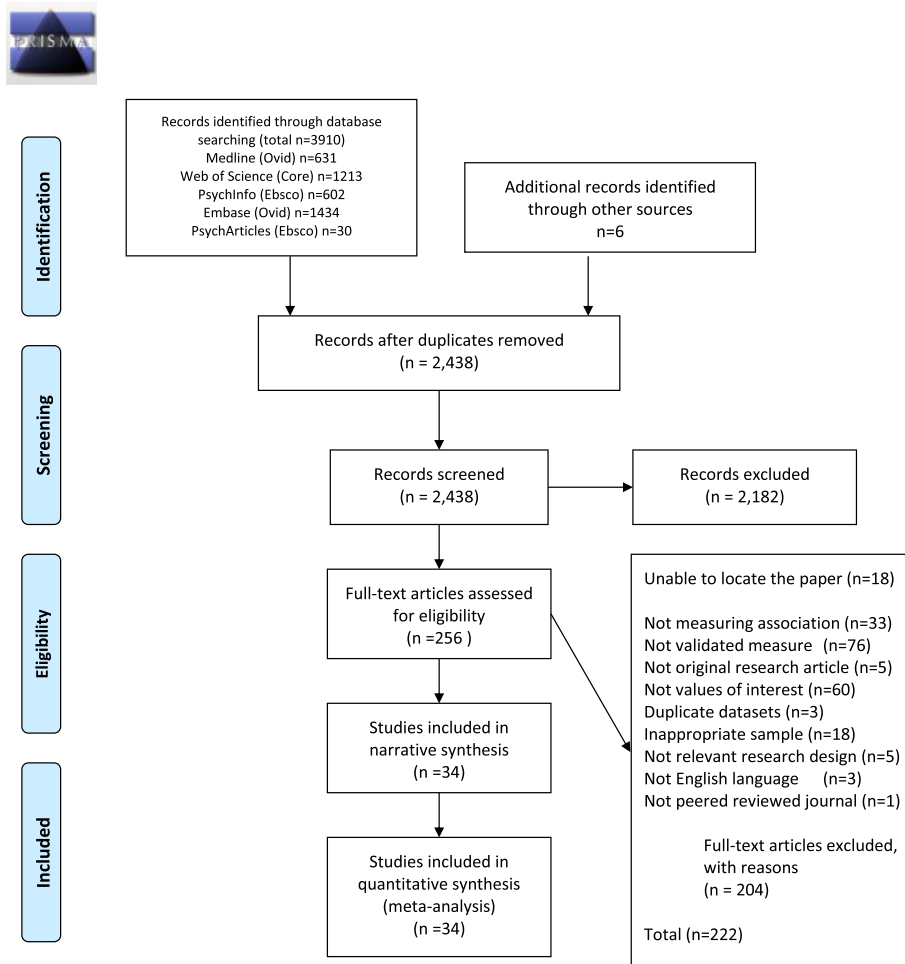 PRISMA
Identification
Records identified through database
searching (total n=3910)
Medline (Ovid) n=631
Web of Science (Core) n=1213
PsychInfo (Ebsco) n=602
Embase (Ovid) n=1434
PsychArticles (Ebsco) n=30
Additional records identified
through other sources
n=6
Records after duplicates removed
(n = 2,438)
Screening
Records screened
(n = 2,438)
Records excluded
(n = 2,182)
Eligibility
Full-text articles assessed
for eligibility
(n =256 )
Unable to locate the paper (n=18)
Not measuring association (n=33)
Not validated measure (n=76)
Not original research article (n=5)
Not values of interest (n=60)
Duplicate datasets (n=3)
Inappropriate sample (n=18)
Not relevant research design (n=5)
Not English language (n=3)
Not peered reviewed journal (n=1)
Full-text articles excluded,
with reasons
(n = 204)
Total (n=222)
Studies included in
narrative synthesis
(n =34)
Included
Studies included in
quantitative synthesis
(meta-analysis)
(n =34)